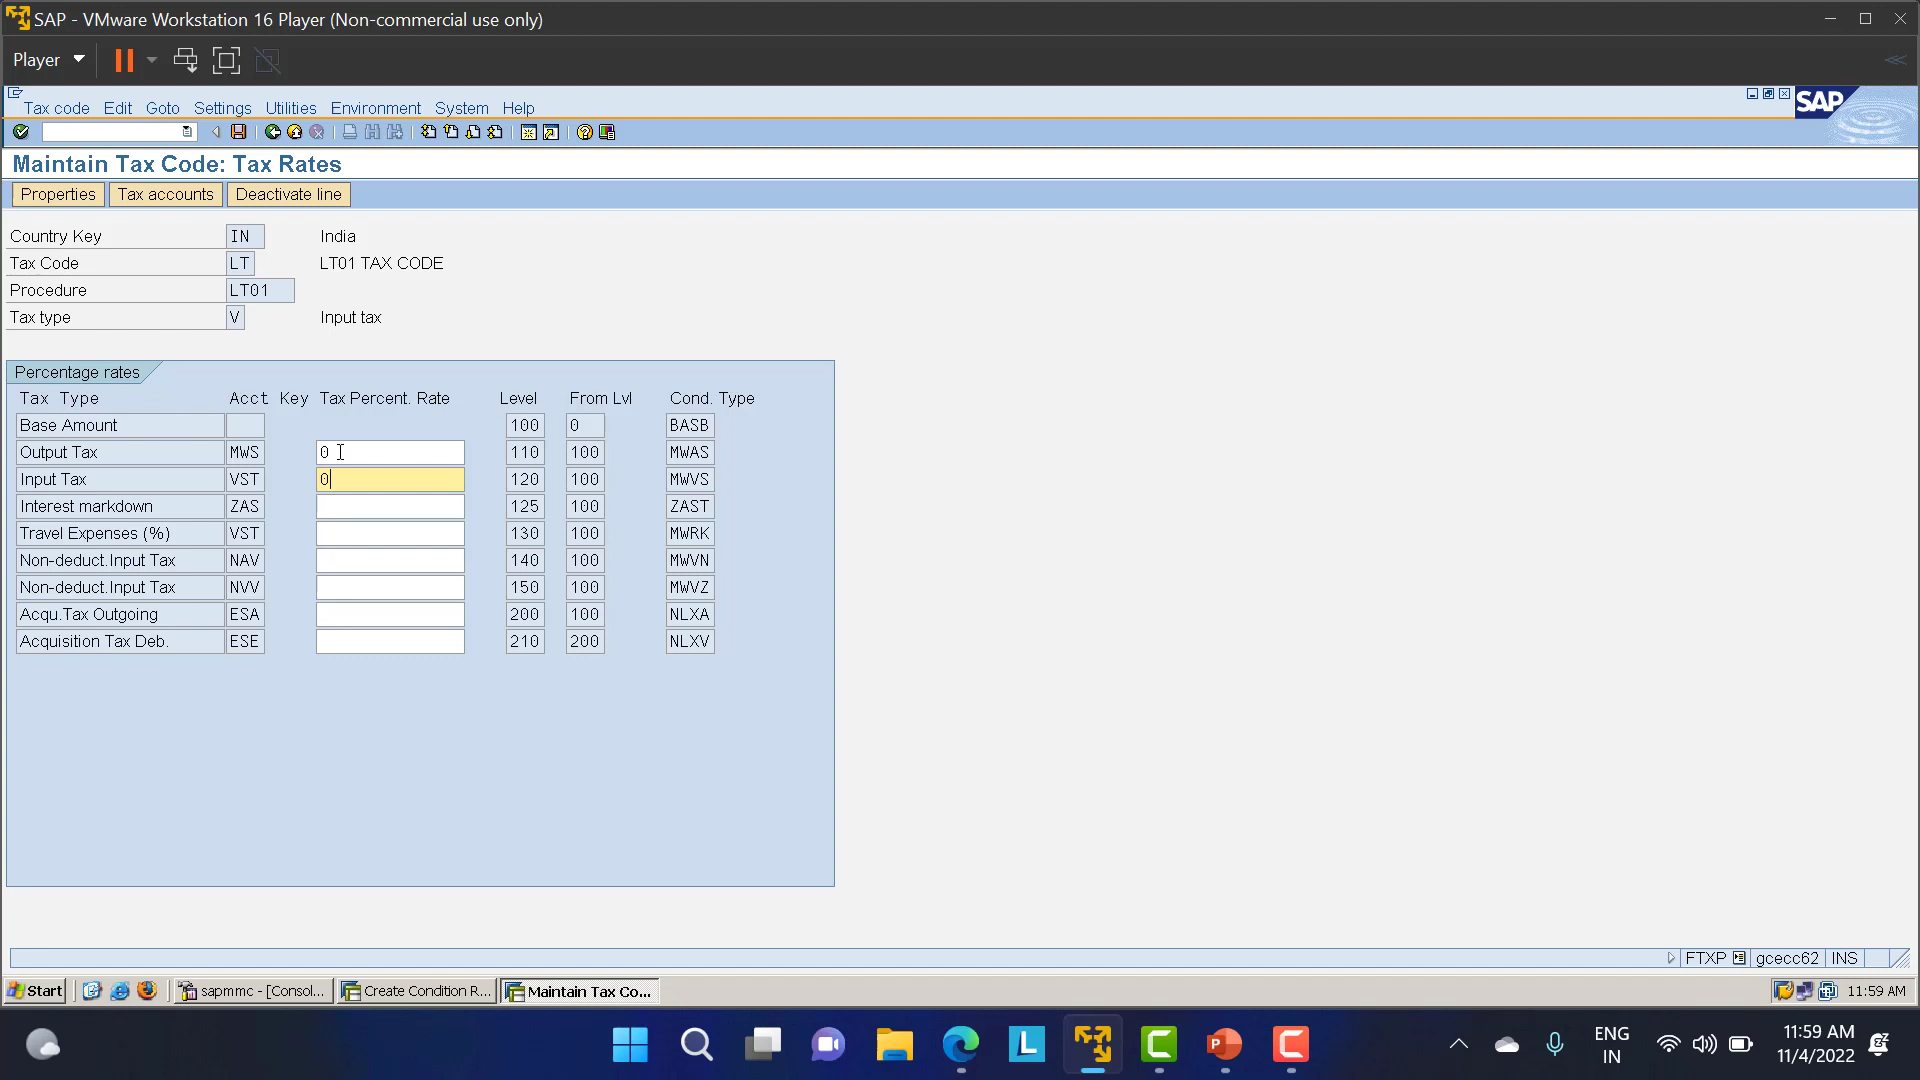 SAP - VMware Workstation 16 Player (Non-commercial use only)
Player
Tax code Edit Goto Settings Utilities Environment System Help
SAP
Maintain Tax Code: Tax Rates
Properties Tax accounts Deactivate line
Country Key IN India
Tax Code LT LT01 TAX CODE
Procedure LT01
Tax type V Input tax
Percentage rates
Tax Type Acct Key Tax Percent. Rate Level From Lvl Cond. Type
Base Amount 100 0 BASB
Output Tax MWS 0 110 100 MWAS
Input Tax VST 0 120 100 MWVS
Interest markdown ZAS 125 100 ZAST
Travel Expenses (%) VST 130 100 MWRK
Non-deduct.Input Tax NAV 140 100 MWVN
Non-deduct.Input Tax NVV 150 100 MWVZ
Acqu.Tax Outgoing ESA 200 100 NLXA
Acquisition Tax Deb. ESE 210 200 NLXV
FTXP gcecc62 INS
Start sapmmc - [Consol... Create Condition R... Maintain Tax Co... 11:59 AM
ENG 11:59 AM
IN 11/4/2022